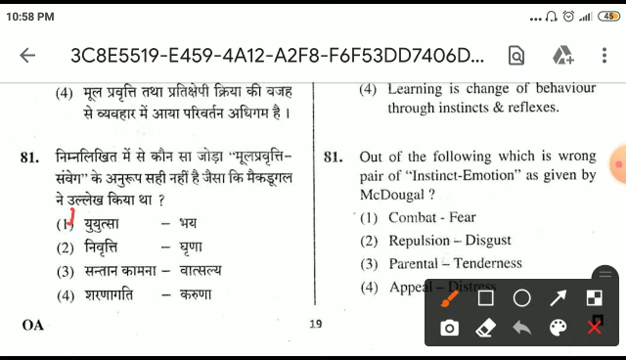 10:58 PM
45
3C8E5519-E459-4A12-A2F8-F6F53DD7406D...
(4) मूल प्रवृत्ति तथा प्रतिक्षेपी क्रिया की वजह
से व्यवहार में आया परिवर्तन अधिगम है ।
81. निम्नलिखित में से कौन सा जोड़ा “मूलप्रवृत्ति–
संवेग” के अनुरूप सही नहीं है जैसा कि मैकडूगल
ने उल्लेख किया था ?
(1) युयुत्सा – भय
(2) निवृत्ति – घृणा
(3) सन्तान कामना – वात्सल्य
(4) शरणागति – करुणा
OA
(4) Learning is change of behaviour
through instincts & reflexes.
81. Out of the following which is wrong
pair of “Instinct-Emotion” as given by
McDougal ?
(1) Combat - Fear
(2) Repulsion – Disgust
(3) Parental – Tenderness
(4) Appeal – Distress
19